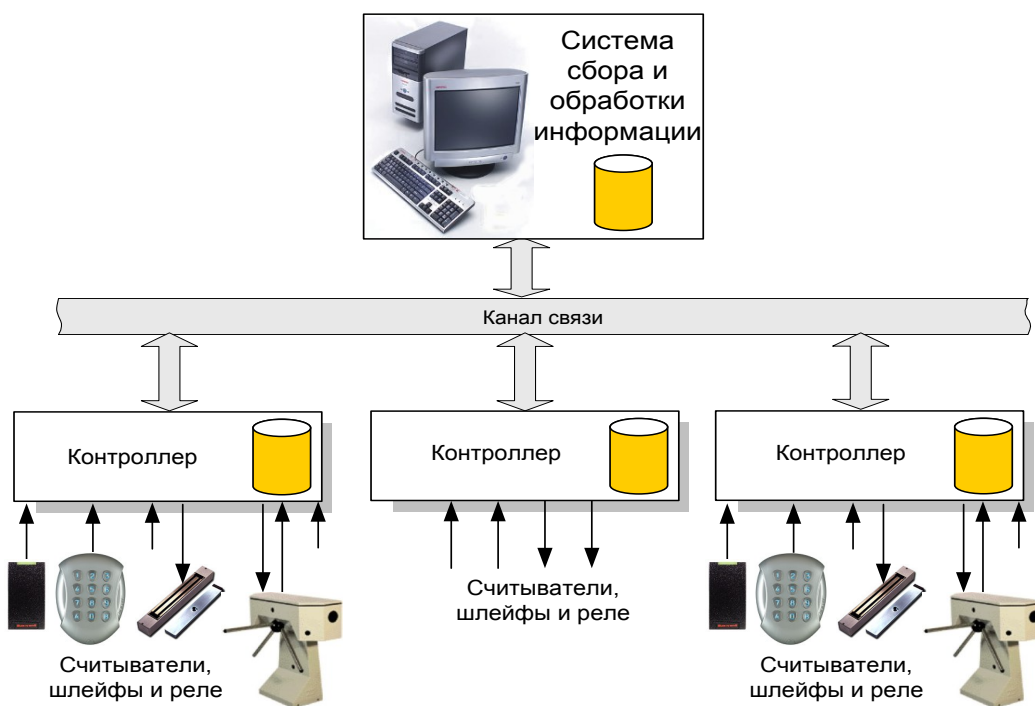 Система
сбора и
обработки
информации
Канал связи
Контроллер
Контроллер
Контроллер
Считыватели,
шлейфы и реле
Считыватели,
шлейфы и реле
Считыватели,
шлейфы и реле